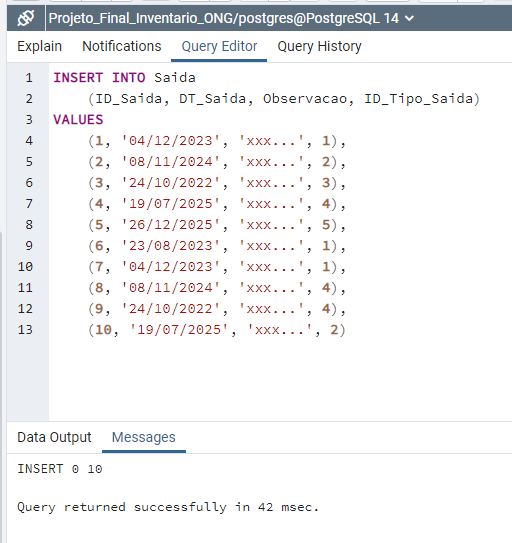 Projeto_Final_Inventario_ONG/postgres@PostgreSQL 14
Explain Notifications Query Editor Query History
1 INSERT INTO Saida
2 (ID_Saida, DT_Saida, Observacao, ID_Tipo_Saida)
3 VALUES
4 (1, '04/12/2023', 'xxx...', 1),
5 (2, '08/11/2024', 'xxx...', 2),
6 (3, '24/10/2022', 'xxx...', 3),
7 (4, '19/07/2025', 'xxx...', 4),
8 (5, '26/12/2025', 'xxx...', 5),
9 (6, '23/08/2023', 'xxx...', 1),
10 (7, '04/12/2023', 'xxx...', 1),
11 (8, '08/11/2024', 'xxx...', 4),
12 (9, '24/10/2022', 'xxx...', 4),
13 (10, '19/07/2025', 'xxx...', 2)
Data Output Messages
INSERT 0 10
Query returned successfully in 42 msec.